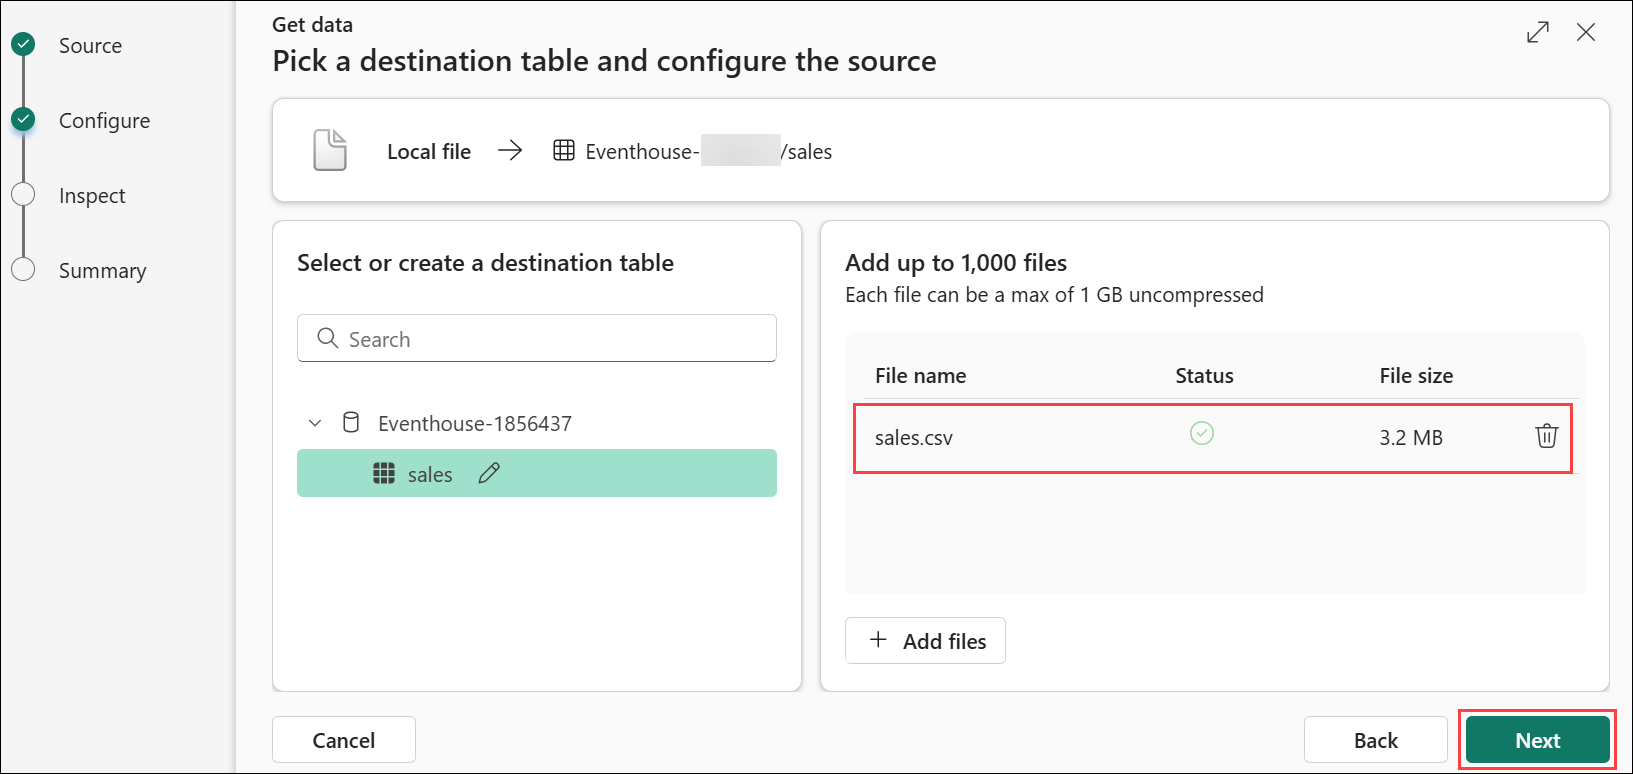 Source
Configure
Inspect
Summary
Get data
Pick a destination table and configure the source
Local file
Eventhouse- /sales
Select or create a destination table
Search
Eventhouse-1856437
sales
Add up to 1,000 files
Each file can be a max of 1 GB uncompressed
File name Status File size
sales.csv 3.2 MB
Add files
Cancel
Back
Next